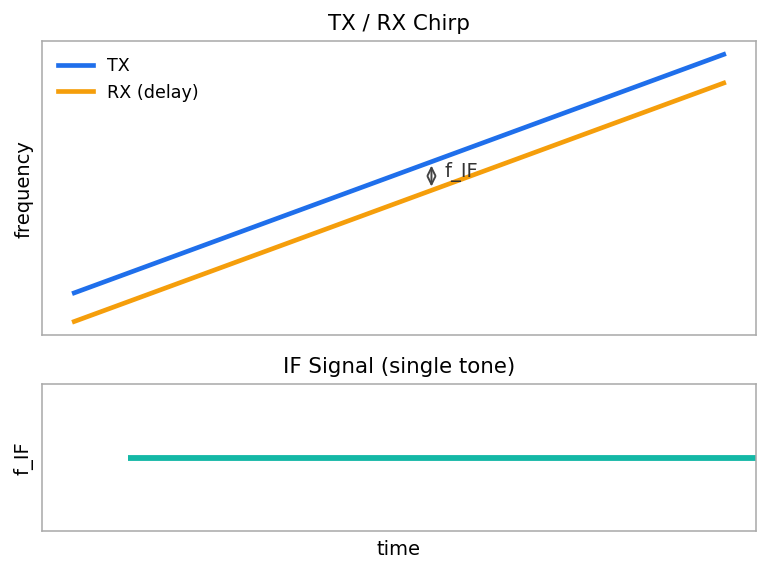 TX / RX Chirp
TX
RX (delay)
frequency
f_IF
IF Signal (single tone)
f_IF
time